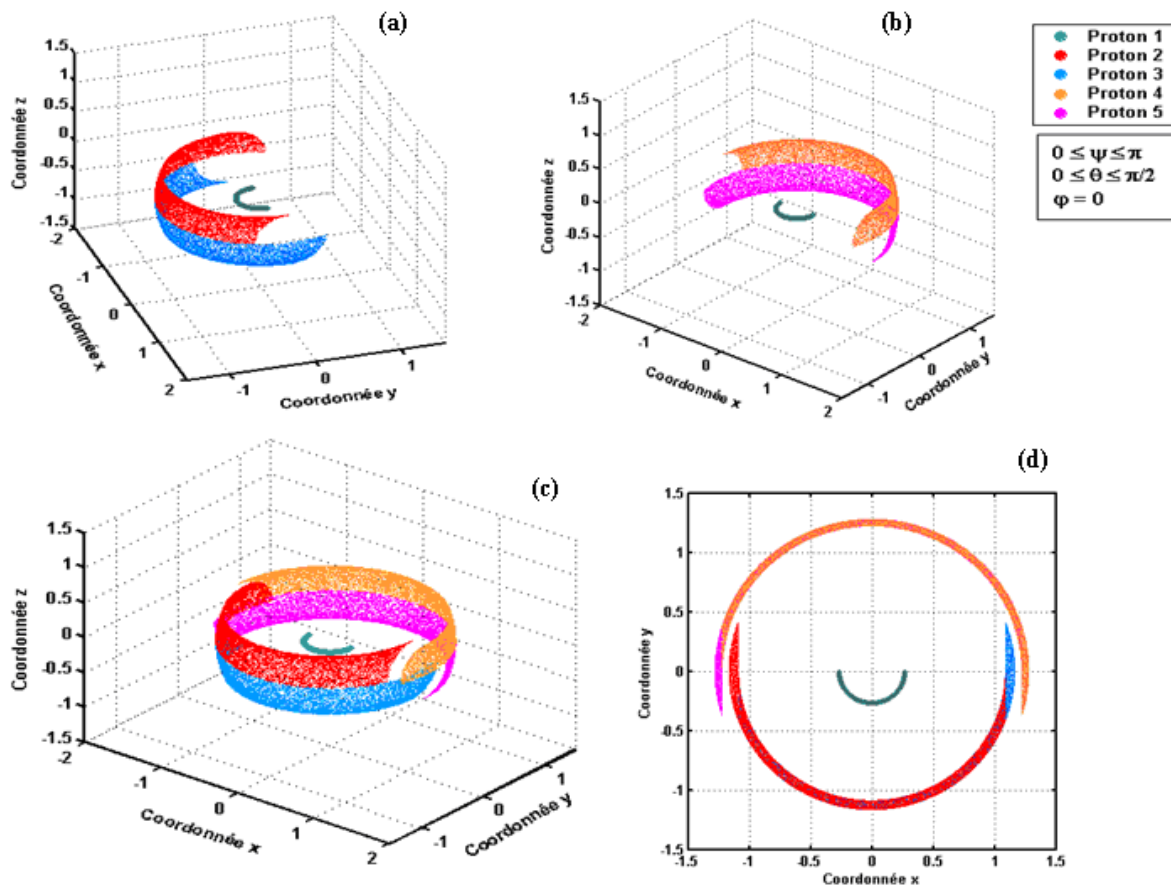 (a)
1.5
1
0.5
0
-0.5
-1
-1.5
Coordonnée z
-2
-1
0
1
2
Coordonnée x
-1
0
1
Coordonnée y
(b)
1.5
1
0.5
0
-0.5
-1
-1.5
Coordonnée z
-2
-1
0
1
2
Coordonnée x
-1
0
1
Coordonnée y
Proton 1
Proton 2
Proton 3
Proton 4
Proton 5
0 ≤ ψ ≤ π
0 ≤ θ ≤ π/2
φ = 0
(c)
1.5
1
0.5
0
-0.5
-1
-1.5
Coordonnée z
-2
-1
0
1
2
Coordonnée x
-1
0
1
Coordonnée y
(d)
1.5
1
0.5
0
-0.5
-1
-1.5
Coordonnée y
-1.5
-1
-0.5
0
0.5
1
1.5
Coordonnée x